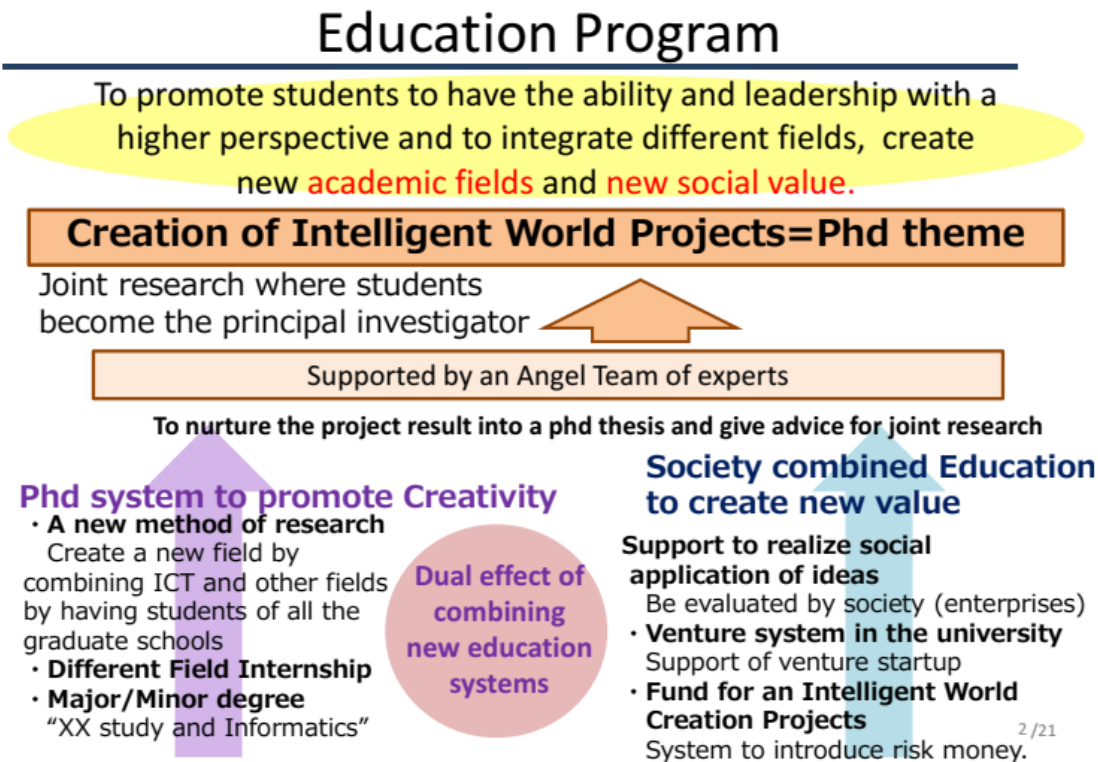 Education Program
To promote students to have the ability and leadership with a
higher perspective and to integrate different fields, create
new academic fields and new social value.
Creation of Intelligent World Projects=Phd theme
Joint research where students
become the principal investigator
Supported by an Angel Team of experts
To nurture the project result into a phd thesis and give advice for joint research
Phd system to promote Creativity
・A new method of research
Create a new field by
combining ICT and other fields
by having students of all the
graduate schools
・Different Field Internship
・Major/Minor degree
“XX study and Informatics”
Dual effect of
combining
new education
systems
Society combined Education
to create new value
Support to realize social
application of ideas
Be evaluated by society (enterprises)
・Venture system in the university
Support of venture startup
・Fund for an Intelligent World
Creation Projects
System to introduce risk money.
2 /21